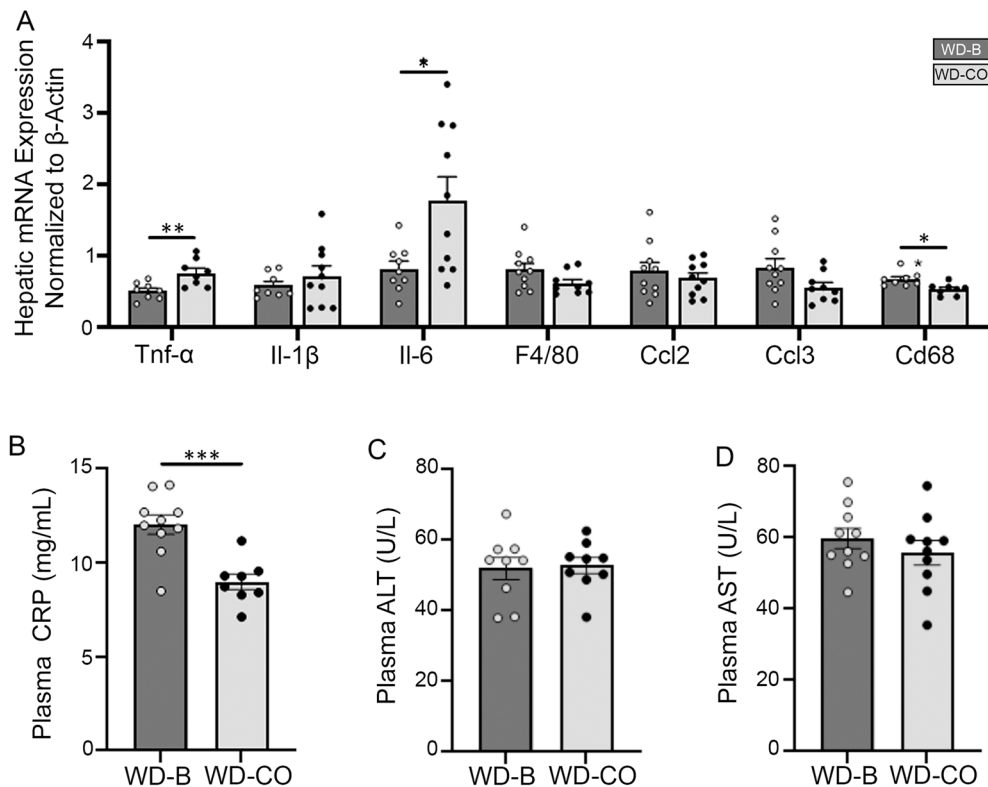 A
Hepatic mRNA Expression
Normalized to β-Actin
4
3
2
1
0
WD-B
WD-CO
**
*
*
*
Tnf-α Il-1β Il-6 F4/80 Ccl2 Ccl3 Cd68
B
Plasma CRP (mg/mL)
15
10
5
0
***
WD-B WD-CO
C
Plasma ALT (U/L)
80
60
40
20
0
WD-B WD-CO
D
Plasma AST (U/L)
80
60
40
20
0
WD-B WD-CO